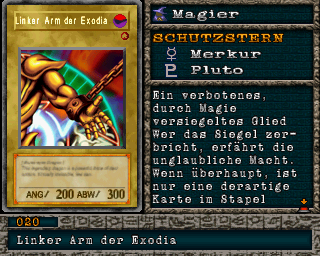 Linker Arm der Exodia
Magier
SCHUTZSTERN
Merkur
Pluto
Ein verbotenes,
durch Magie
versiegeltes Glied
Wer das Siegel zer-
bricht, erfährt die
unglaubliche Macht.
Wenn überhaupt, ist
nur eine derartige
Karte im Stapel
ANG/ 200 ABW/ 300
020
Linker Arm der Exodia